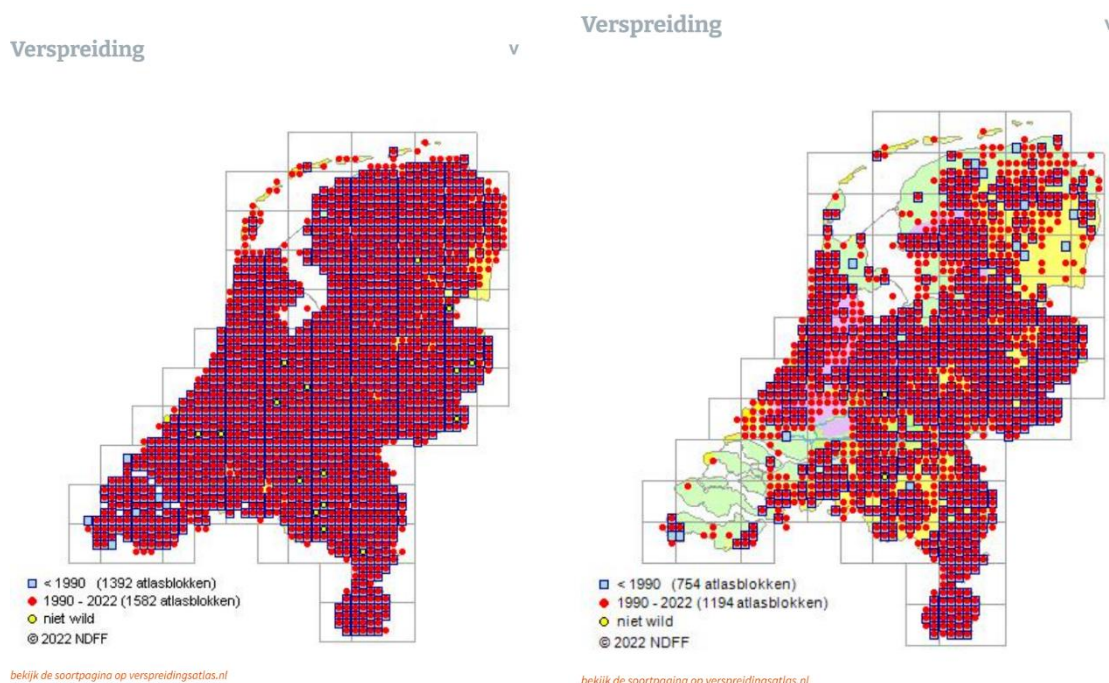 Verspreiding
v
< 1990 (1392 atlasblokken)
1990 - 2022 (1582 atlasblokken)
niet wild
© 2022 NDFF
bekijk de soortpagina op verspreidingsatlas.nl
Verspreiding
v
< 1990 (754 atlasblokken)
1990 - 2022 (1194 atlasblokken)
niet wild
© 2022 NDFF
bekijk de soortpagina op verspreidingsatlas.nl